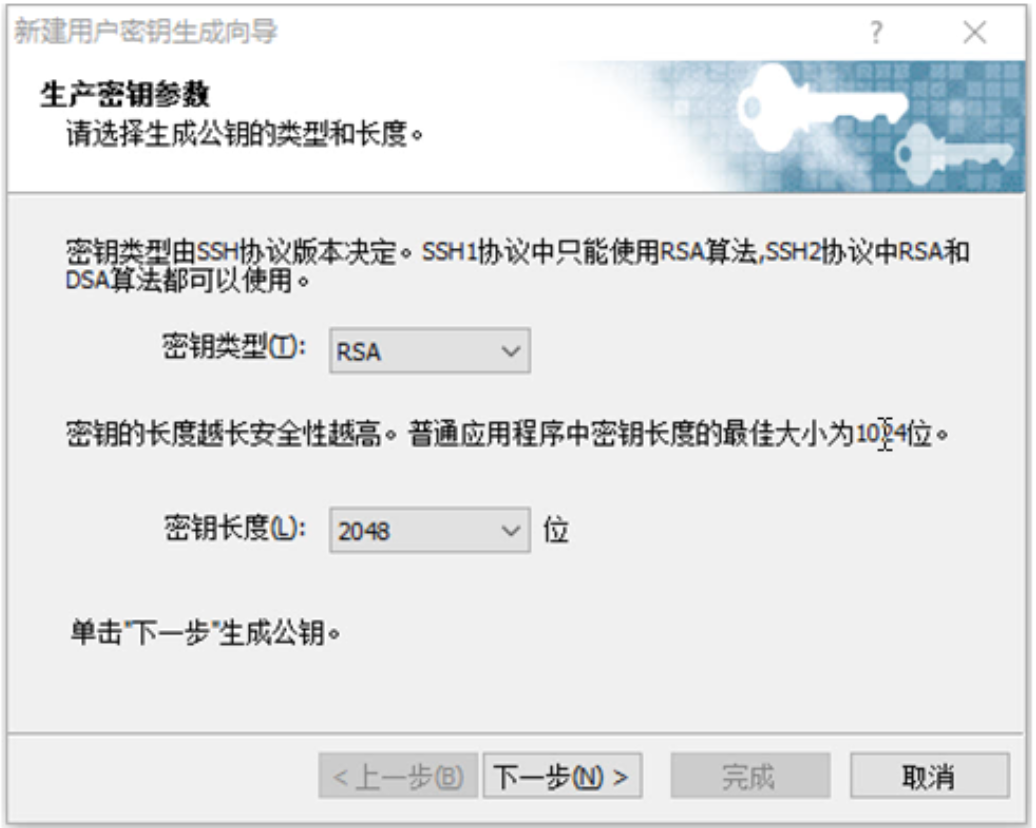 新建用户密钥生成向导
?
生产密钥参数
请选择生成公钥的类型和长度。
密钥类型由SSH协议版本决定。SSH1协议中只能使用RSA算法,SSH2协议中RSA和
DSA算法都可以使用。
密钥类型(T): RSA
密钥的长度越长安全性越高。普通应用程序中密钥长度的最佳大小为1024位。
密钥长度(L): 2048 位
单击"下一步"生成公钥。
< 上一步(B) 下一步(N) > 完成 取消